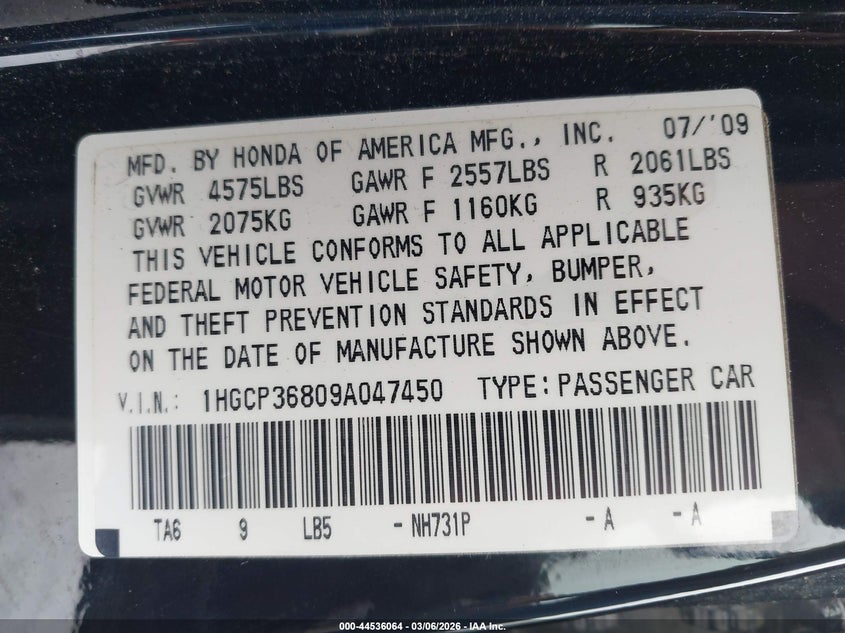 MFD. BY HONDA OF AMERICA MFG., INC. 07/'09
GVWR 4575LBS GAWR F 2557LBS R 2061LBS
GVWR 2075KG GAWR F 1160KG R 935KG
THIS VEHICLE CONFORMS TO ALL APPLICABLE
FEDERAL MOTOR VEHICLE SAFETY, BUMPER,
AND THEFT PREVENTION STANDARDS IN EFFECT
ON THE DATE OF MANUFACTURE SHOWN ABOVE.
V.I.N.: 1HGCP36809A047450 TYPE: PASSENGER CAR
TA6 9 LB5 -NH731P -A -A
000-44536064 - 03/06/2026 - IAA Inc.